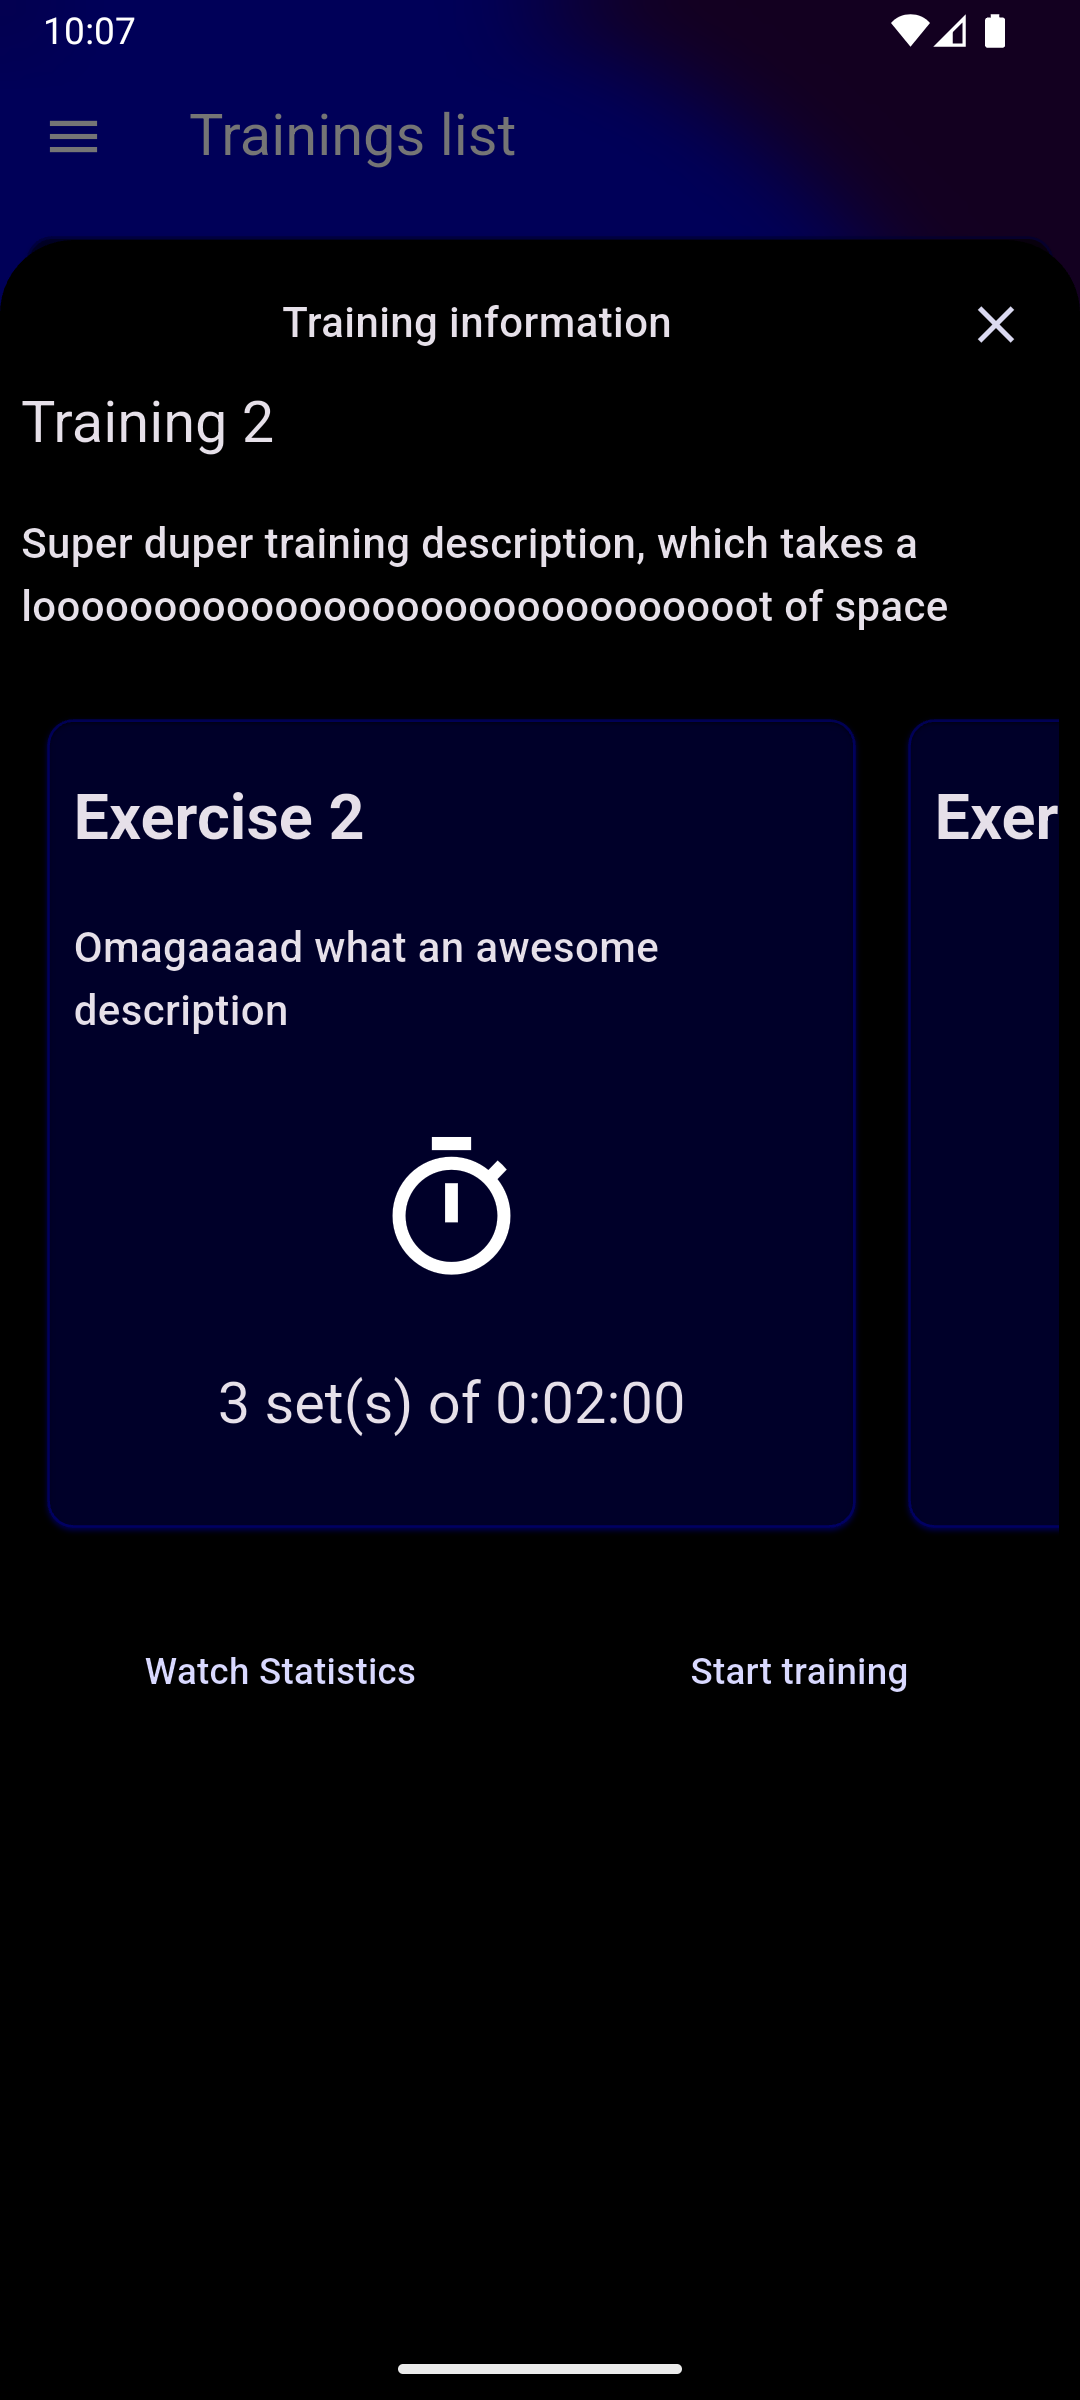 10:07
Trainings list
Training information
Training 2
Super duper training description, which takes a
looooooooooooooooooooooooooooooot of space
Exercise 2
Exer
Omagaaaad what an awesome
description
3 set(s) of 0:02:00
Watch Statistics
Start training